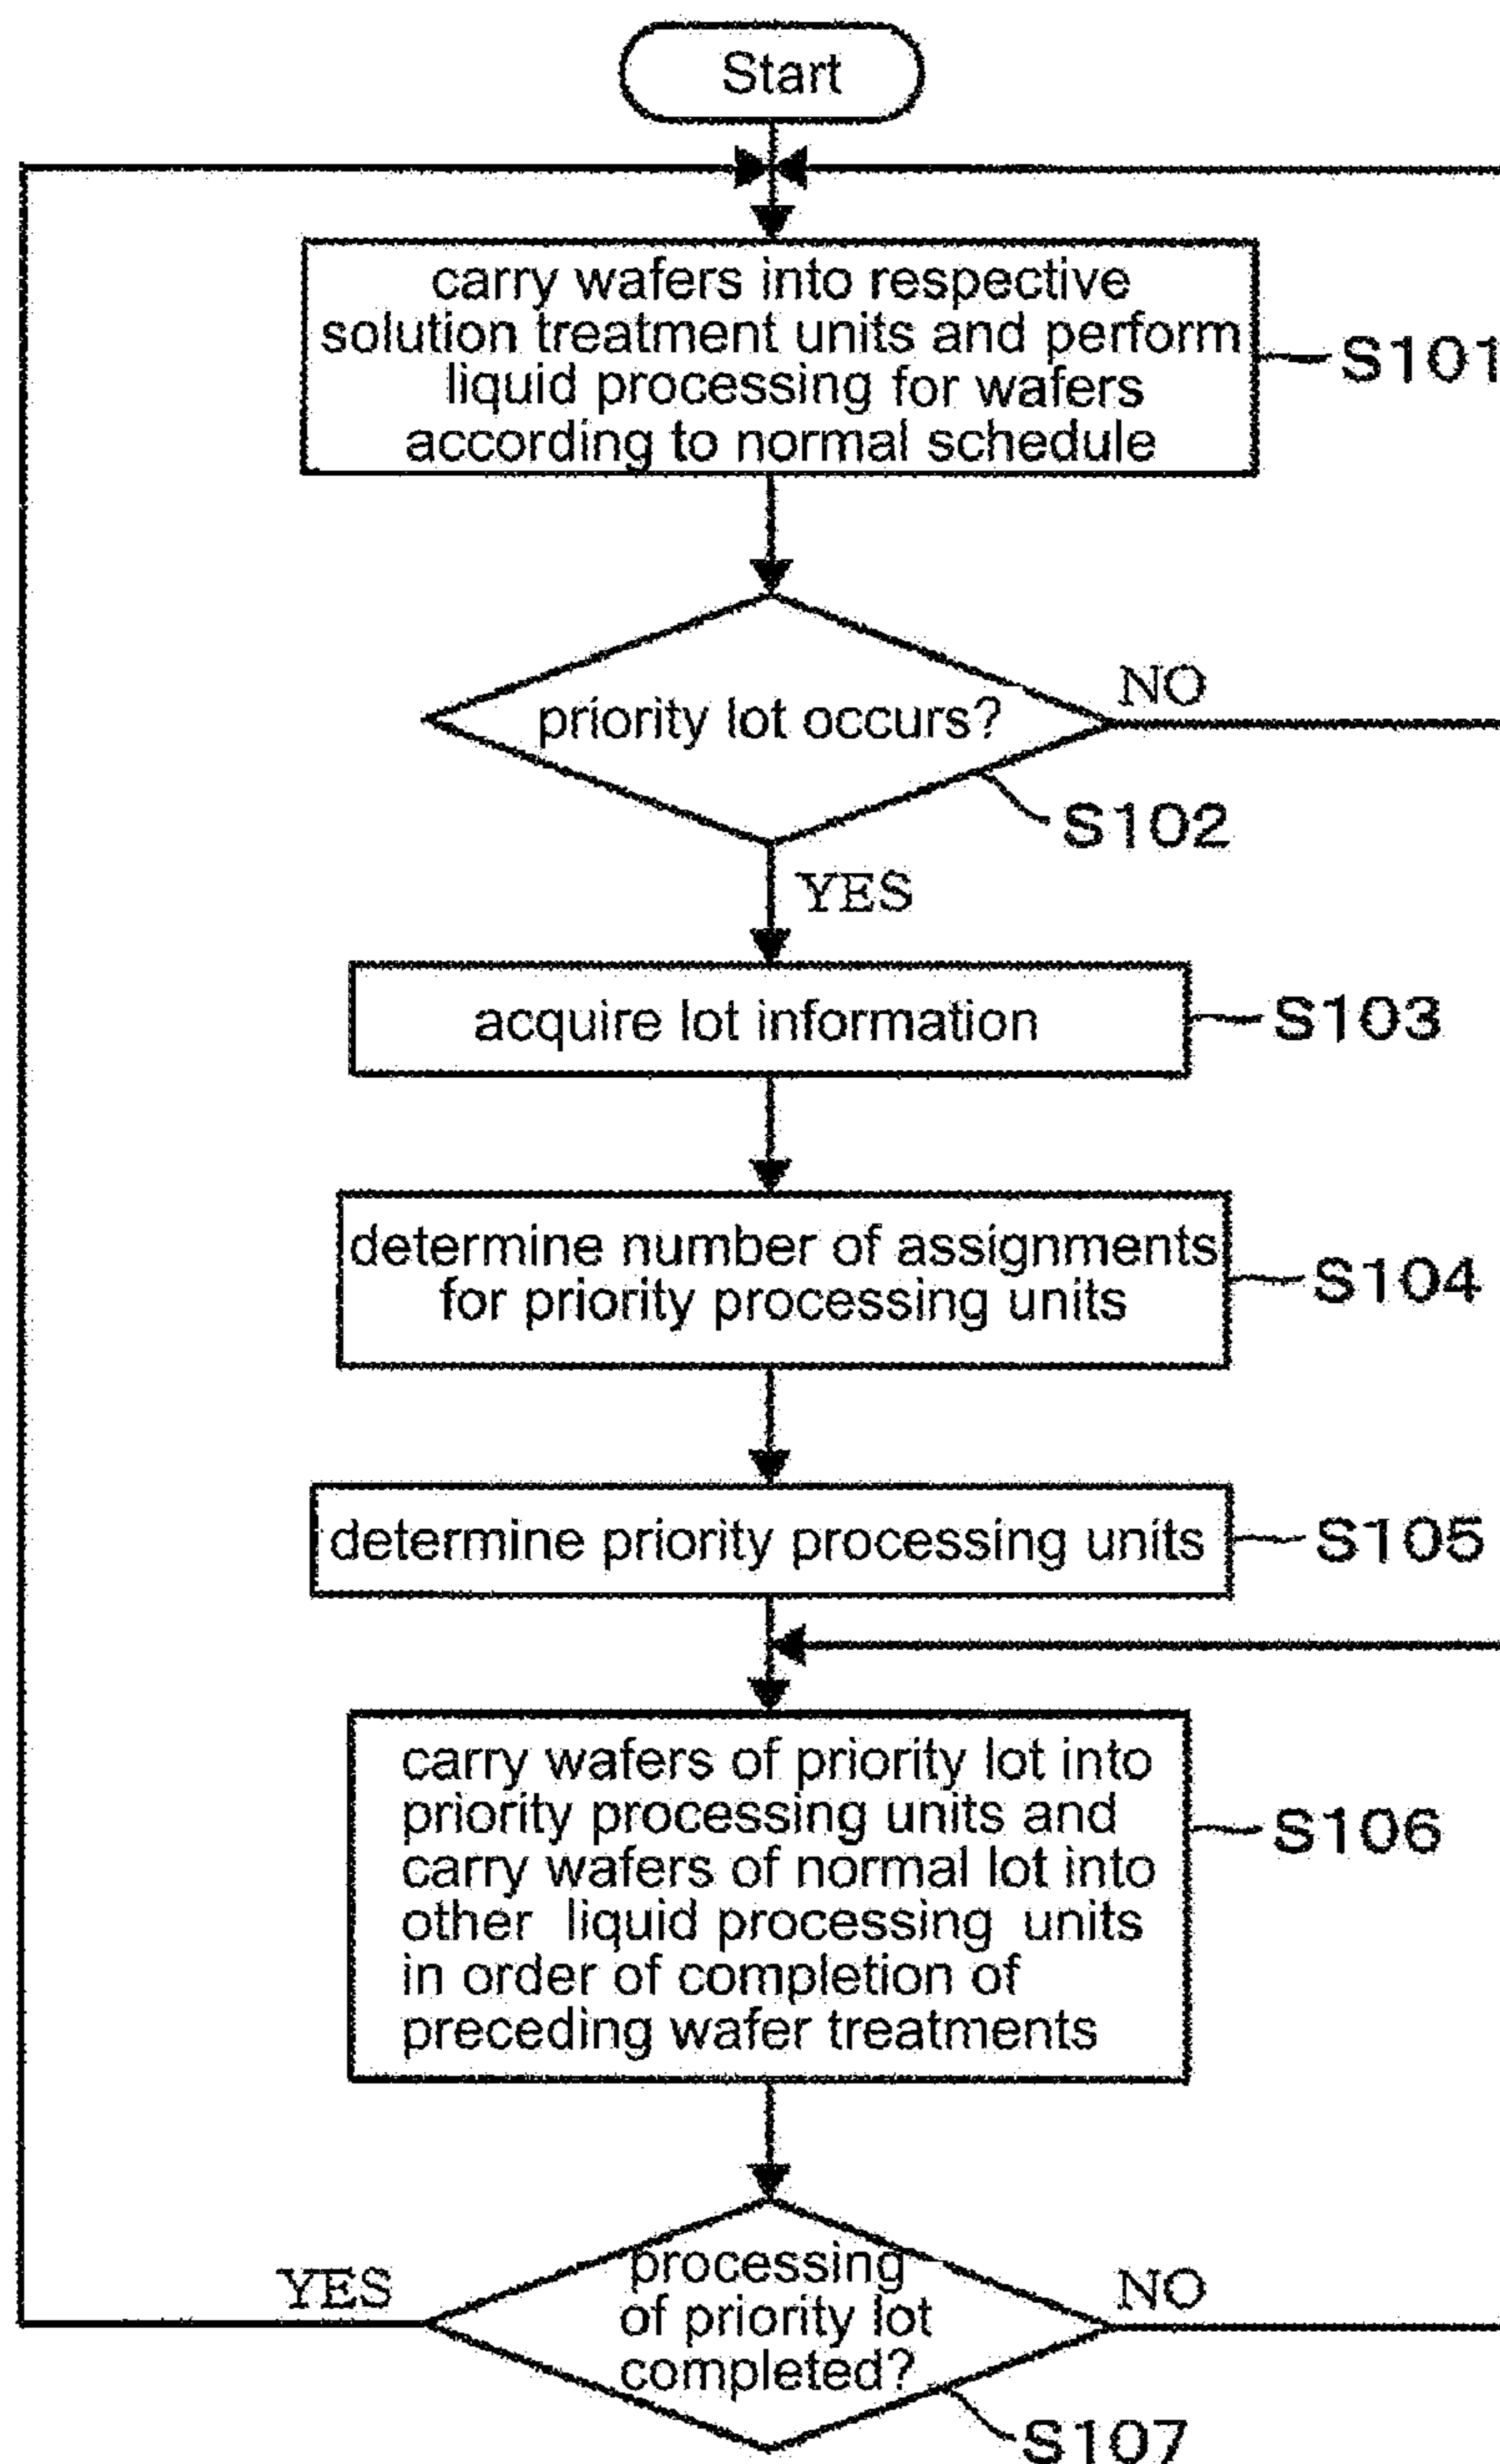 Start
carry wafers into respective
solution treatment units and perform
liquid processing for wafers
according to normal schedule
S101
priority lot occurs?
NO
S102
YES
acquire lot information
S103
determine number of assignments
for priority processing units
S104
determine priority processing units
S105
carry wafers of priority lot into
priority processing units and
carry wafers of normal lot into
other liquid processing units
in order of completion of
preceding wafer treatments
S106
YES
processing
of priority lot
completed?
NO
S107